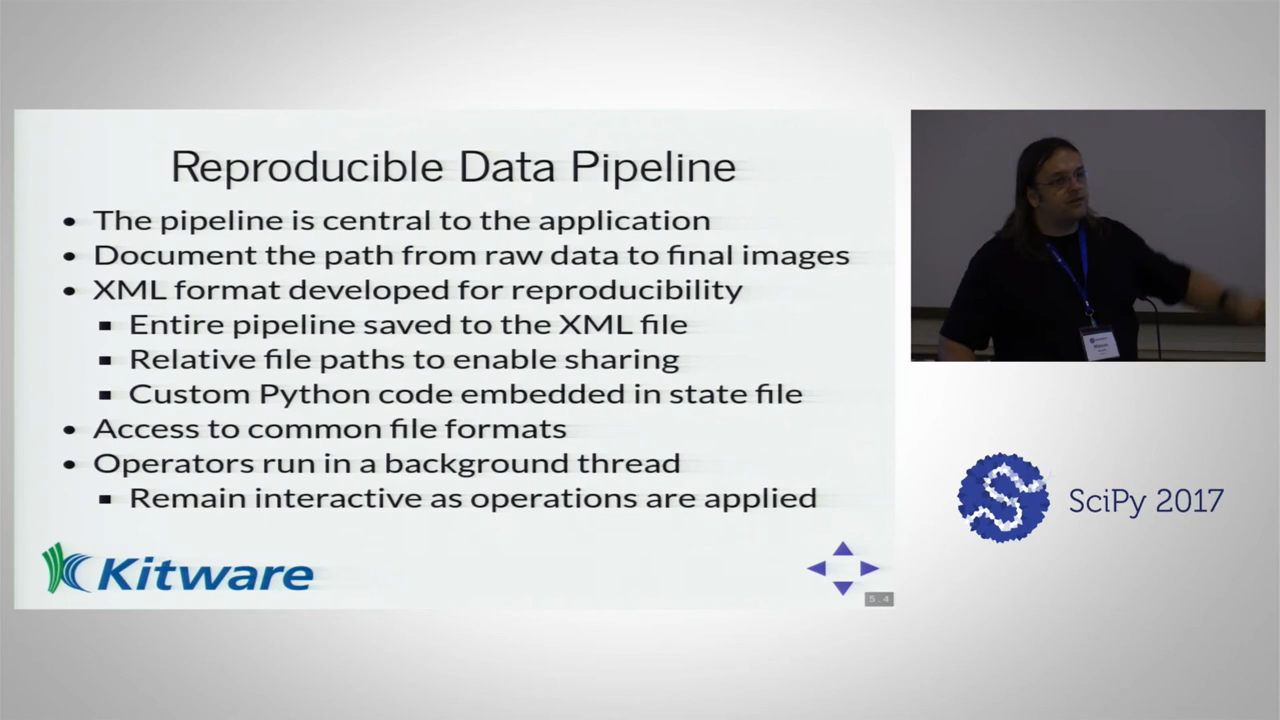 Reproducible Data Pipeline
• The pipeline is central to the application
• Document the path from raw data to final images
• XML format developed for reproducibility
▪ Entire pipeline saved to the XML file
▪ Relative file paths to enable sharing
▪ Custom Python code embedded in state file
• Access to common file formats
• Operators run in a background thread
▪ Remain interactive as operations are applied
Kitware
5.4
SciPy 2017